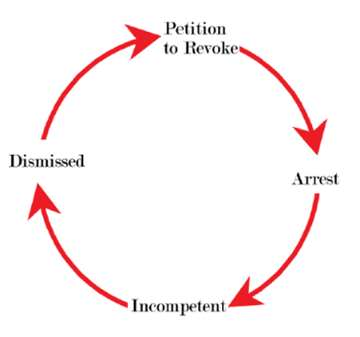 Petition
to Revoke
Arrest
Incompetent
Dismissed